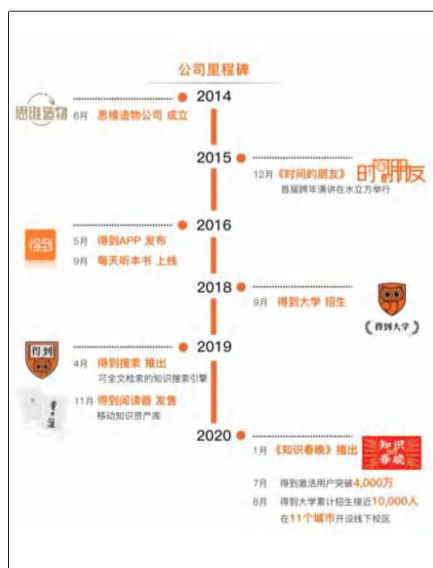 公司里程碑
2014
思维造物
6月 思维造物公司 成立
2015
12月《时间的朋友》
首届跨年演讲在水立方举行
时间的朋友
2016
得到
5月 得到APP 发布
9月 每天听本书 上线
2018
9月 得到大学 招生
(得到大学)
2019
得到
4月 得到搜索 推出
可全文检索的知识搜索引擎
11月 得到阅读器 发售
移动知识资产库
2020
1月《知识春晚》播出
知识
春晚
7月 得到激活用户突破4,000万
8月 得到大学累计招生接近10,000人
在11个城市开设线下校区